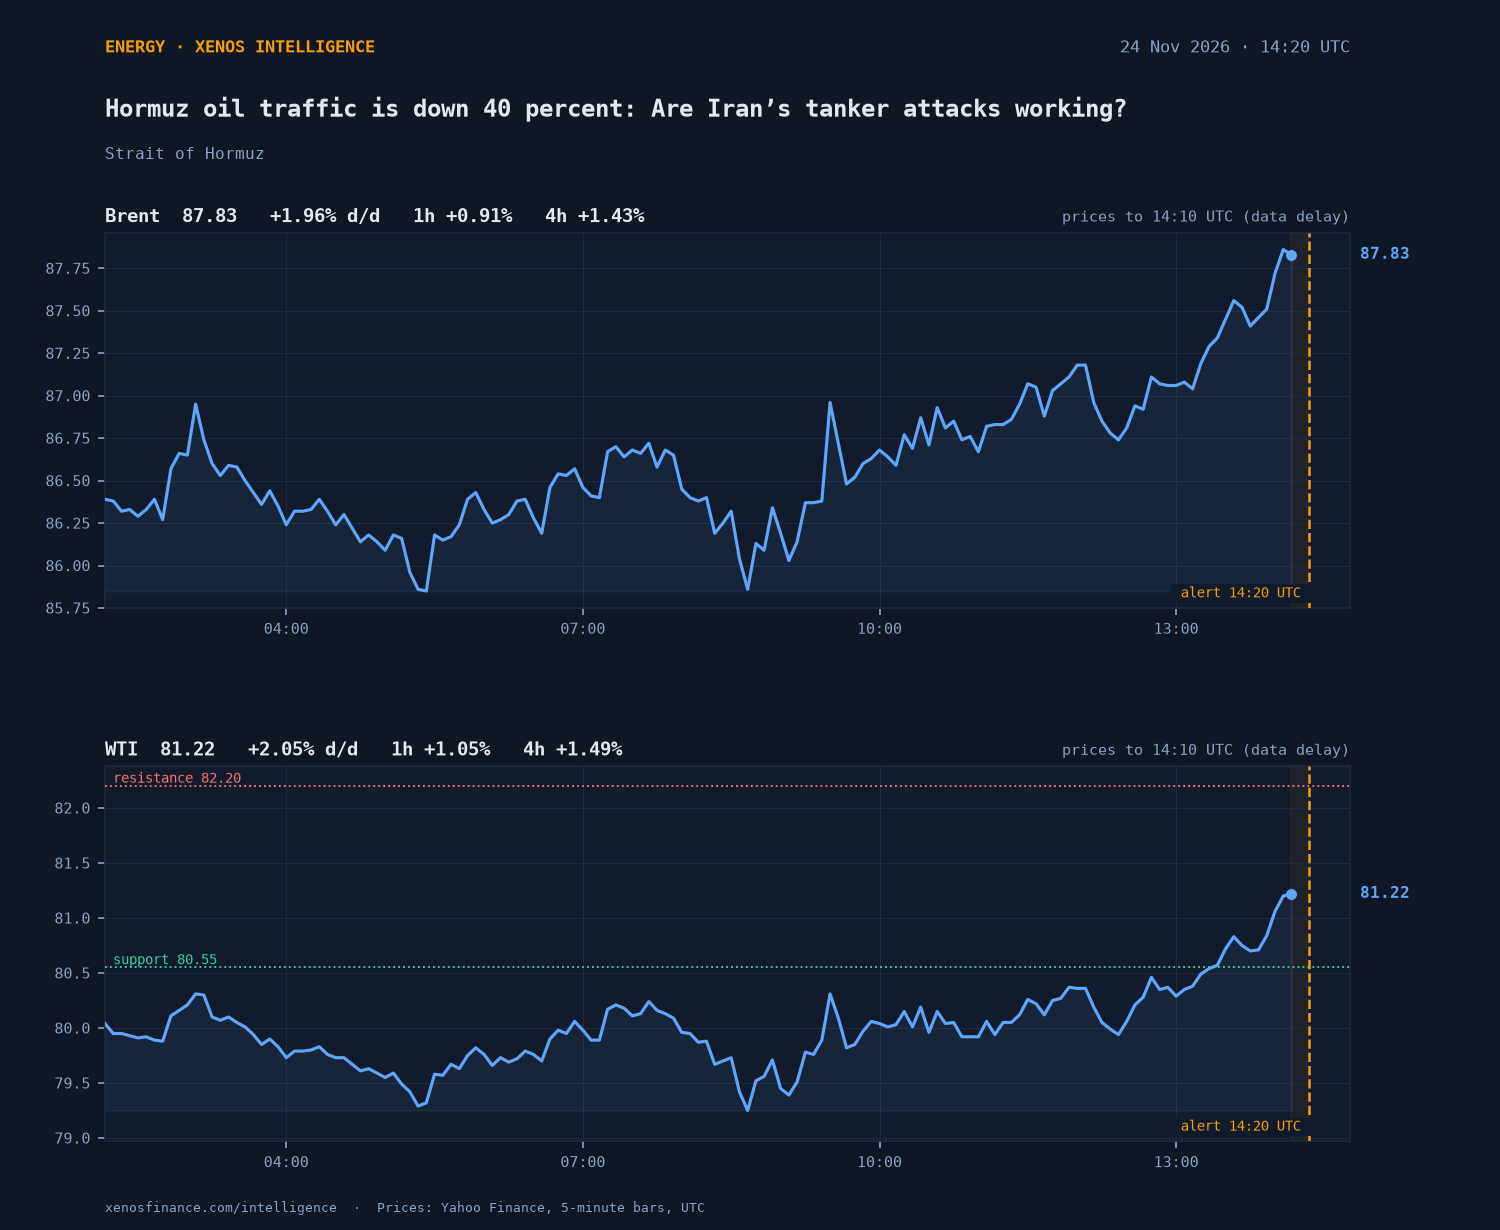 ENERGY · XENOS INTELLIGENCE
24 Nov 2026 · 14:20 UTC
Hormuz oil traffic is down 40 percent: Are Iran’s tanker attacks working?
Strait of Hormuz
Brent 87.83 +1.96% d/d 1h +0.91% 4h +1.43%
prices to 14:10 UTC (data delay)
87.83
87.75
87.50
87.25
87.00
86.75
86.50
86.25
86.00
85.75
alert 14:20 UTC
04:00 07:00 10:00 13:00
WTI 81.22 +2.05% d/d 1h +1.05% 4h +1.49%
prices to 14:10 UTC (data delay)
resistance 82.20
82.0
81.5
81.0
81.22
support 80.55
80.5
80.0
79.5
79.0
alert 14:20 UTC
04:00 07:00 10:00 13:00
xenosfinance.com/intelligence · Prices: Yahoo Finance, 5-minute bars, UTC